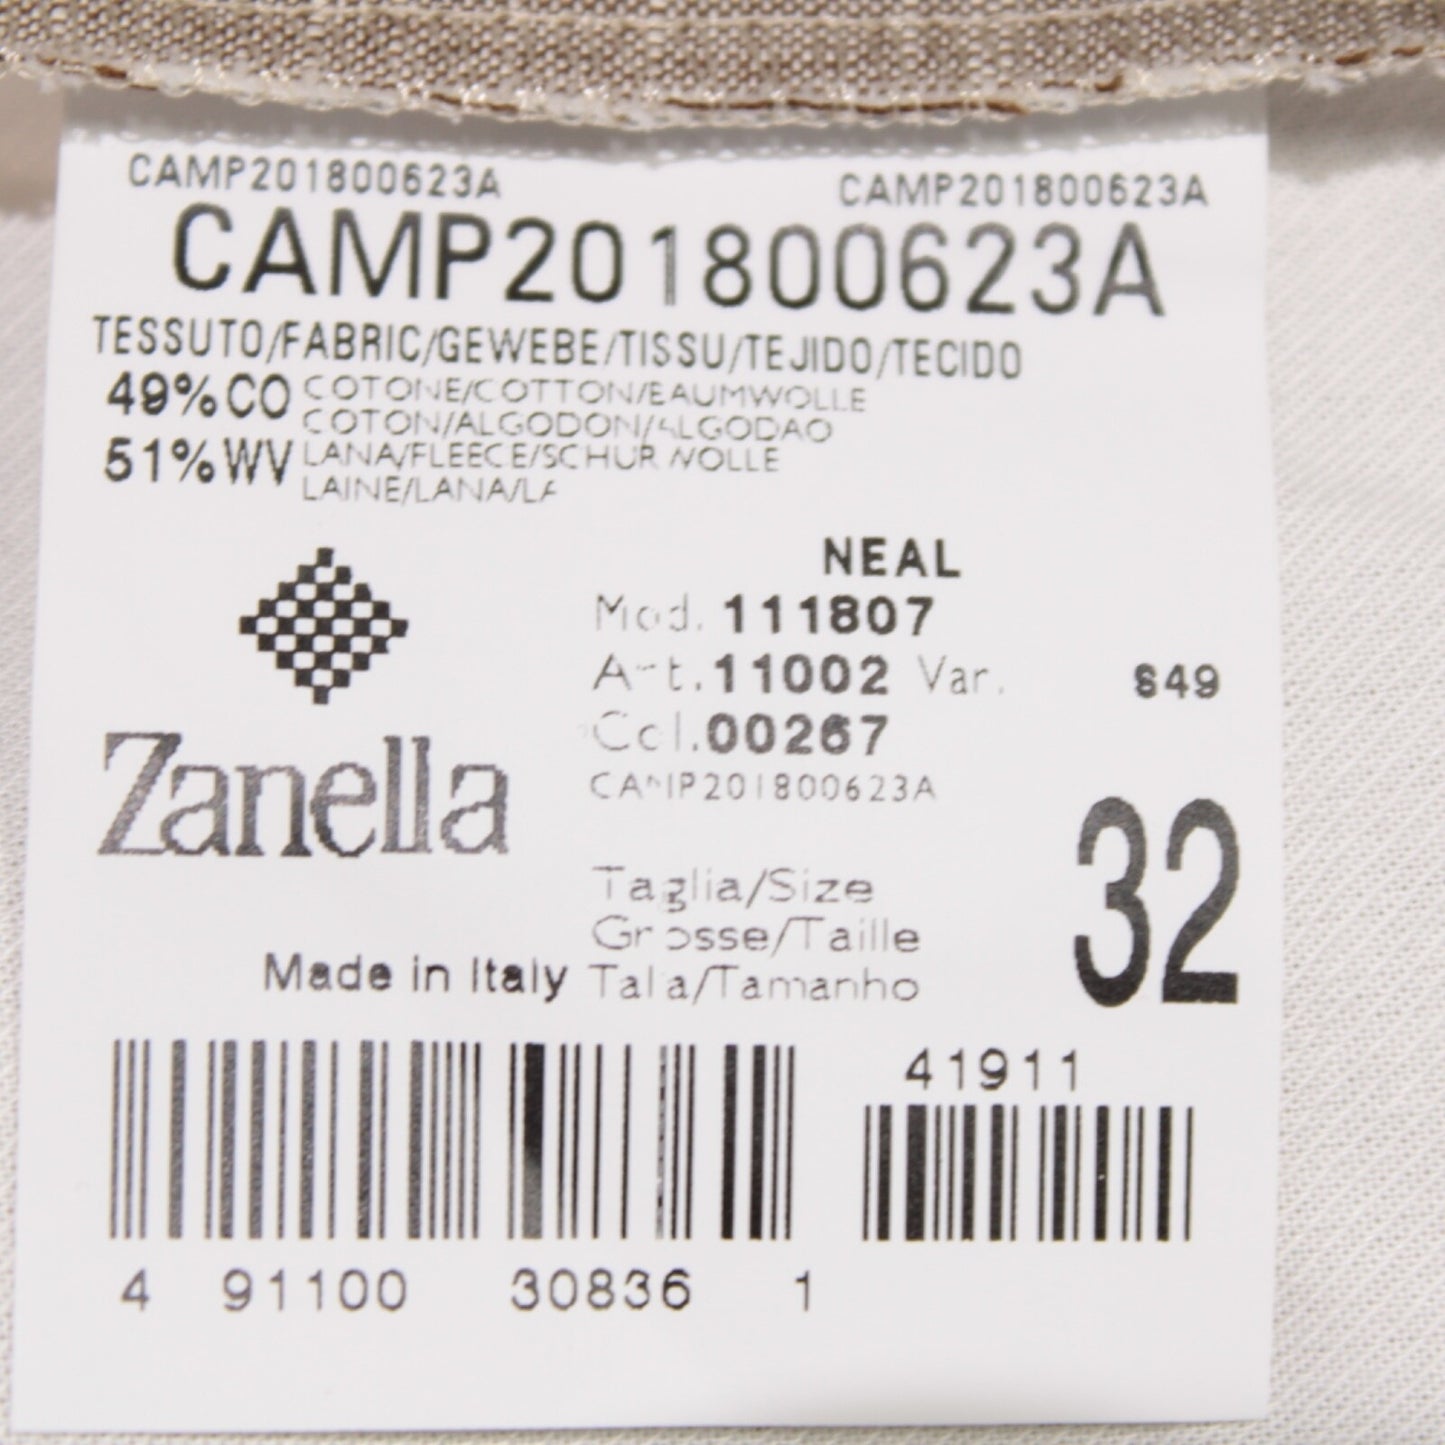 CAMP201800623A CAMP201800623A
CAMP201800623A
TESSUTO/FABRIC/GEWEBE/TISSU/TEJIDO/TECIDO
49%CO COTONE/COTTON/BAUMWOLLE
COTON/ALGODON/ALGODAO
51%WV LANA/FLEECE/SCHURWOLLE
LAINE/LANA/LA
NEAL
Mod. 111807
Art. 11002 Var. S49
Col. 00267
CAMP201800623A
Zanella
Taglia/Size
Grosse/Taille
Talla/Tamanho
32
Made in Italy
41911
4 91100 30836 1